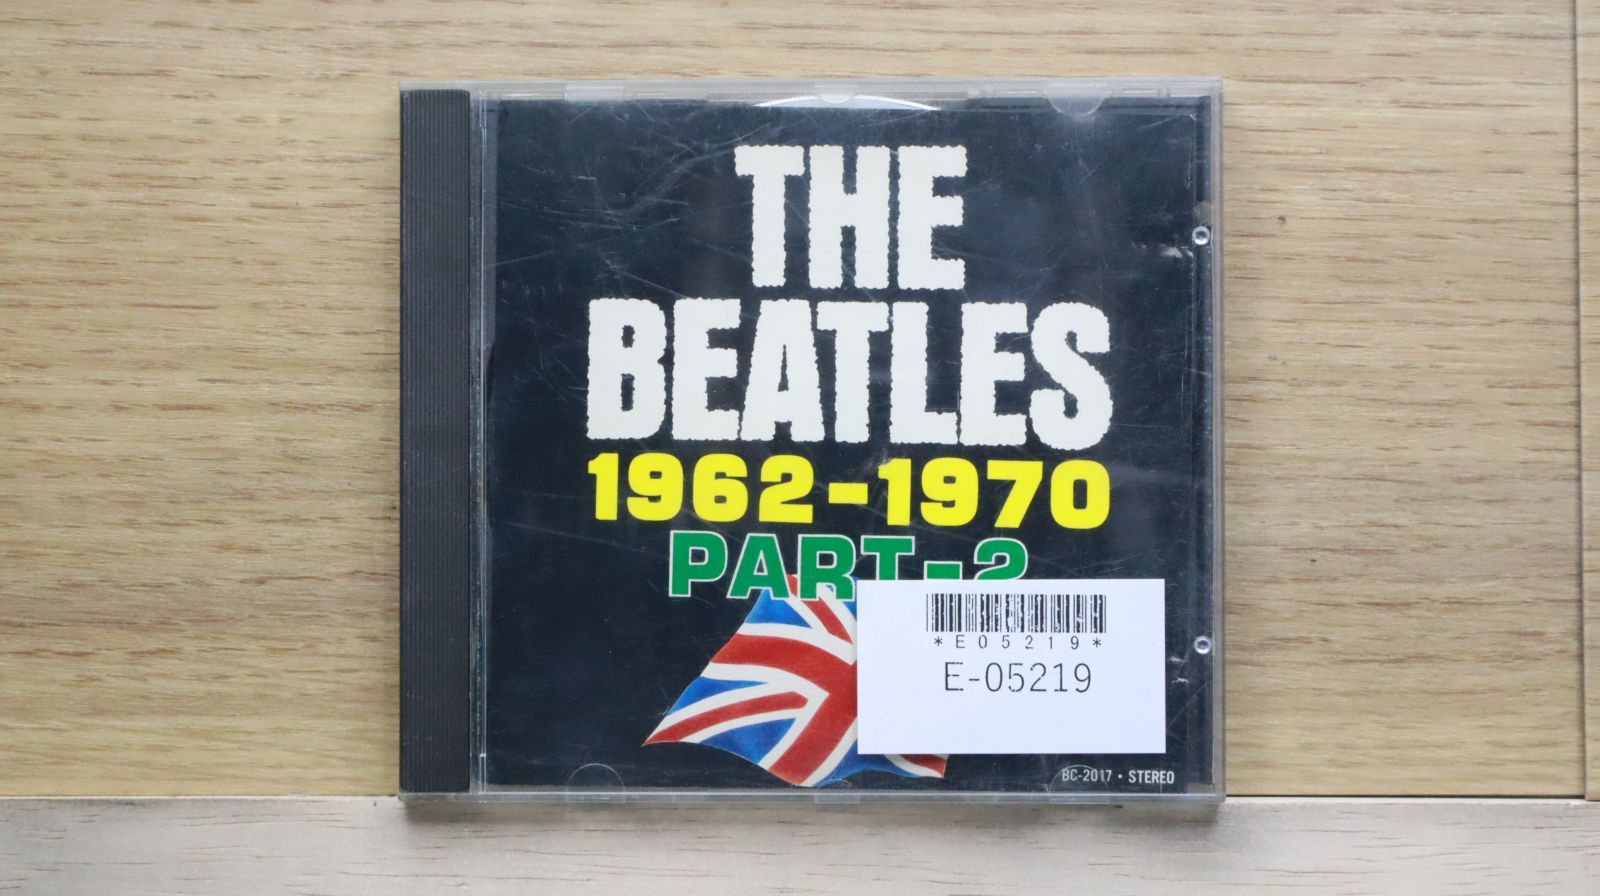 THE
BEATLES
1962-1970
PART-2
*E05219*
E-05219
BC-2017 • STEREO